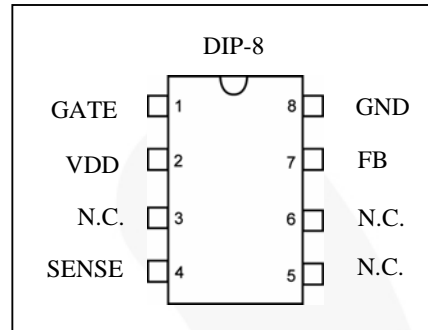 DIP-8
GATE 1 8 GND
VDD 2 7 FB
N.C. 3 6 N.C.
SENSE 4 5 N.C.